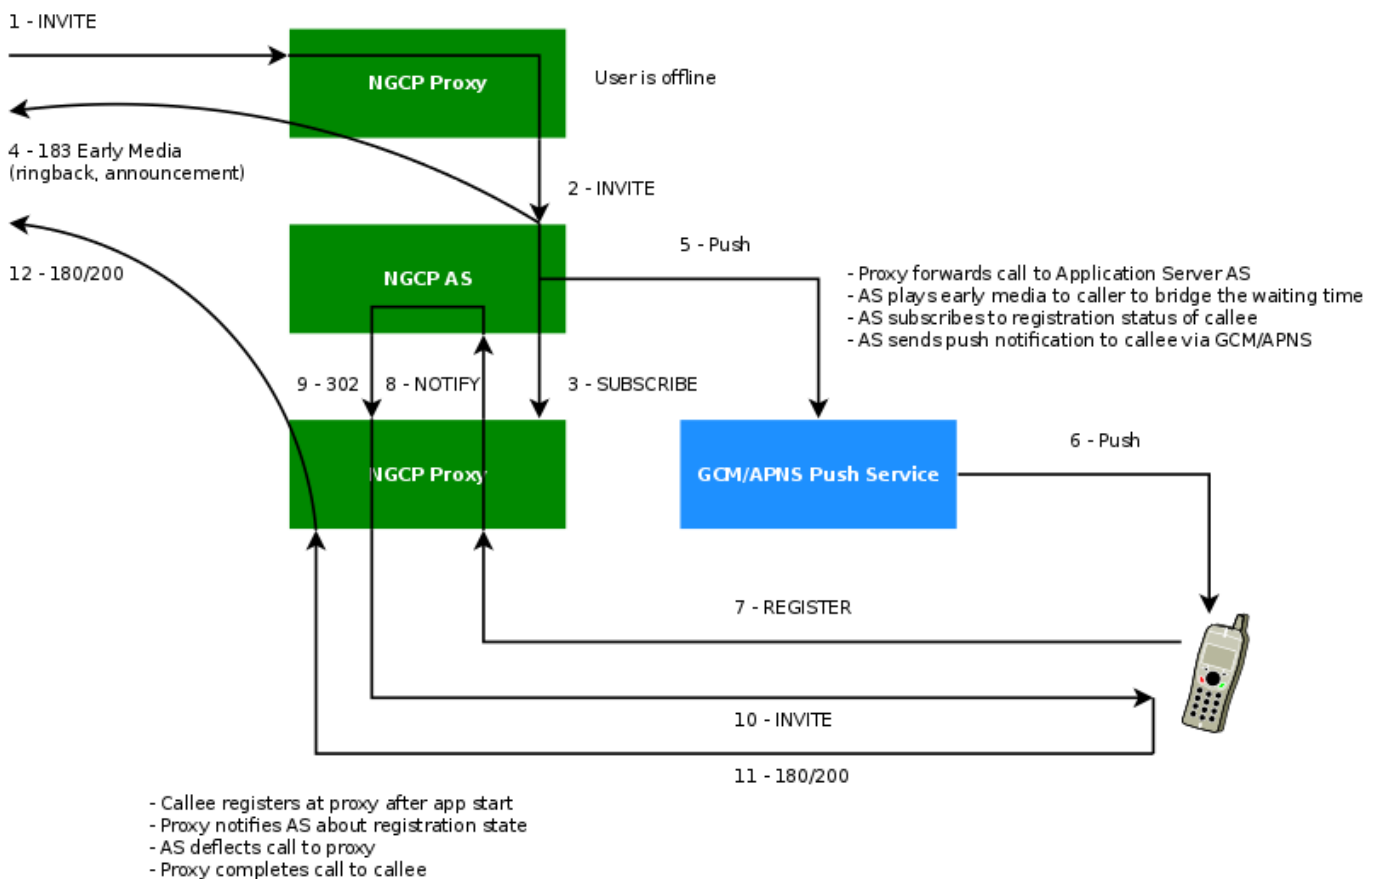 1 - INVITE
NGCP Proxy
User is offline
4 - 183 Early Media
(ringback, announcement)
2 - INVITE
5 - Push
12 - 180/200
NGCP AS
- Proxy forwards call to Application Server AS
- AS plays early media to caller to bridge the waiting time
- AS subscribes to registration status of callee
- AS sends push notification to callee via GCM/APNS
9 - 302
8 - NOTIFY
3 - SUBSCRIBE
6 - Push
NGCP Proxy
GCM/APNS Push Service
7 - REGISTER
10 - INVITE
11 - 180/200
- Callee registers at proxy after app start
- Proxy notifies AS about registration state
- AS deflects call to proxy
- Proxy completes call to callee